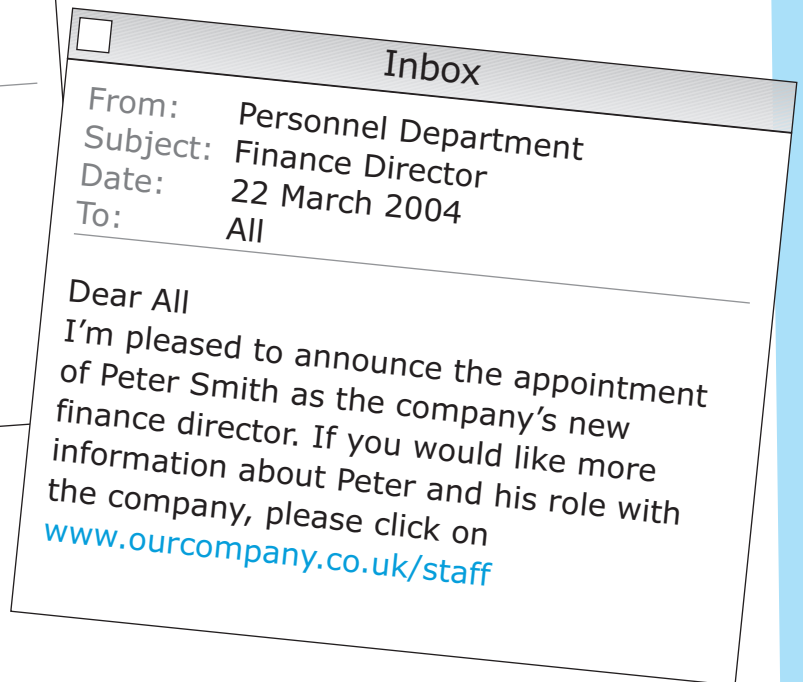 Inbox
From: Personnel Department
Subject: Finance Director
Date: 22 March 2004
To: All
Dear All
I’m pleased to announce the appointment
of Peter Smith as the company’s new
finance director. If you would like more
information about Peter and his role with
the company, please click on
www.ourcompany.co.uk/staff